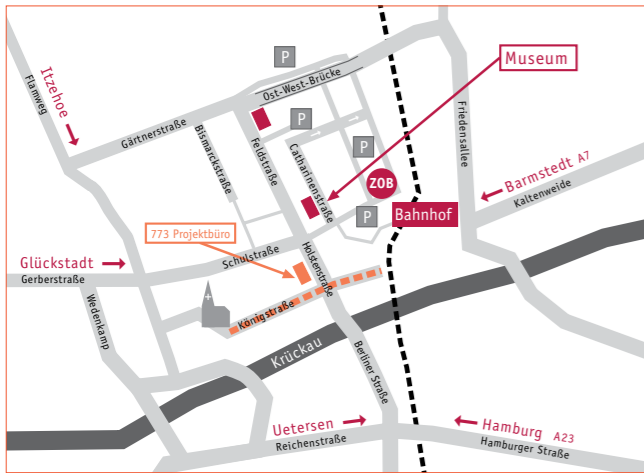 Itzehoe
Flamweg
P
Ost-West-Brücke
Museum
Gärtnerstraße
Bismarckstraße
Feldstraße
P
Catharinenstraße
P
Friedensallee
ZOB
Barmstedt A7
Kaltenweide
P
Bahnhof
773 Projektbüro
Glückstadt
Gerberstraße
Schulstraße
Holstenstraße
Wedenkamp
Königstraße
Krückau
Berliner Straße
Uetersen
Reichenstraße
Hamburg A23
Hamburger Straße